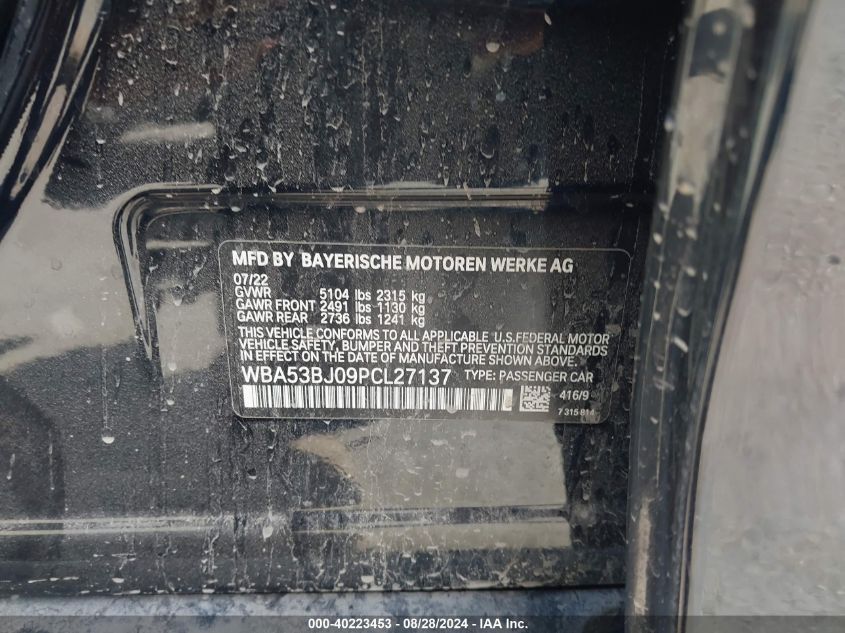 MFD BY BAYERISCHE MOTOREN WERKE AG
07/22
GVWR 5104 lbs 2315 kg
GAWR FRONT 2491 lbs 1130 kg
GAWR REAR 2736 lbs 1241 kg
THIS VEHICLE CONFORMS TO ALL APPLICABLE U.S.FEDERAL MOTOR
VEHICLE SAFETY, BUMPER AND THEFT PREVENTION STANDARDS
IN EFFECT ON THE DATE OF MANUFACTURE SHOWN ABOVE.
WBA53BJ09PCL27137 TYPE: PASSENGER CAR
416/9
7 315 814
000-40223453 - 08/28/2024 - IAA Inc.